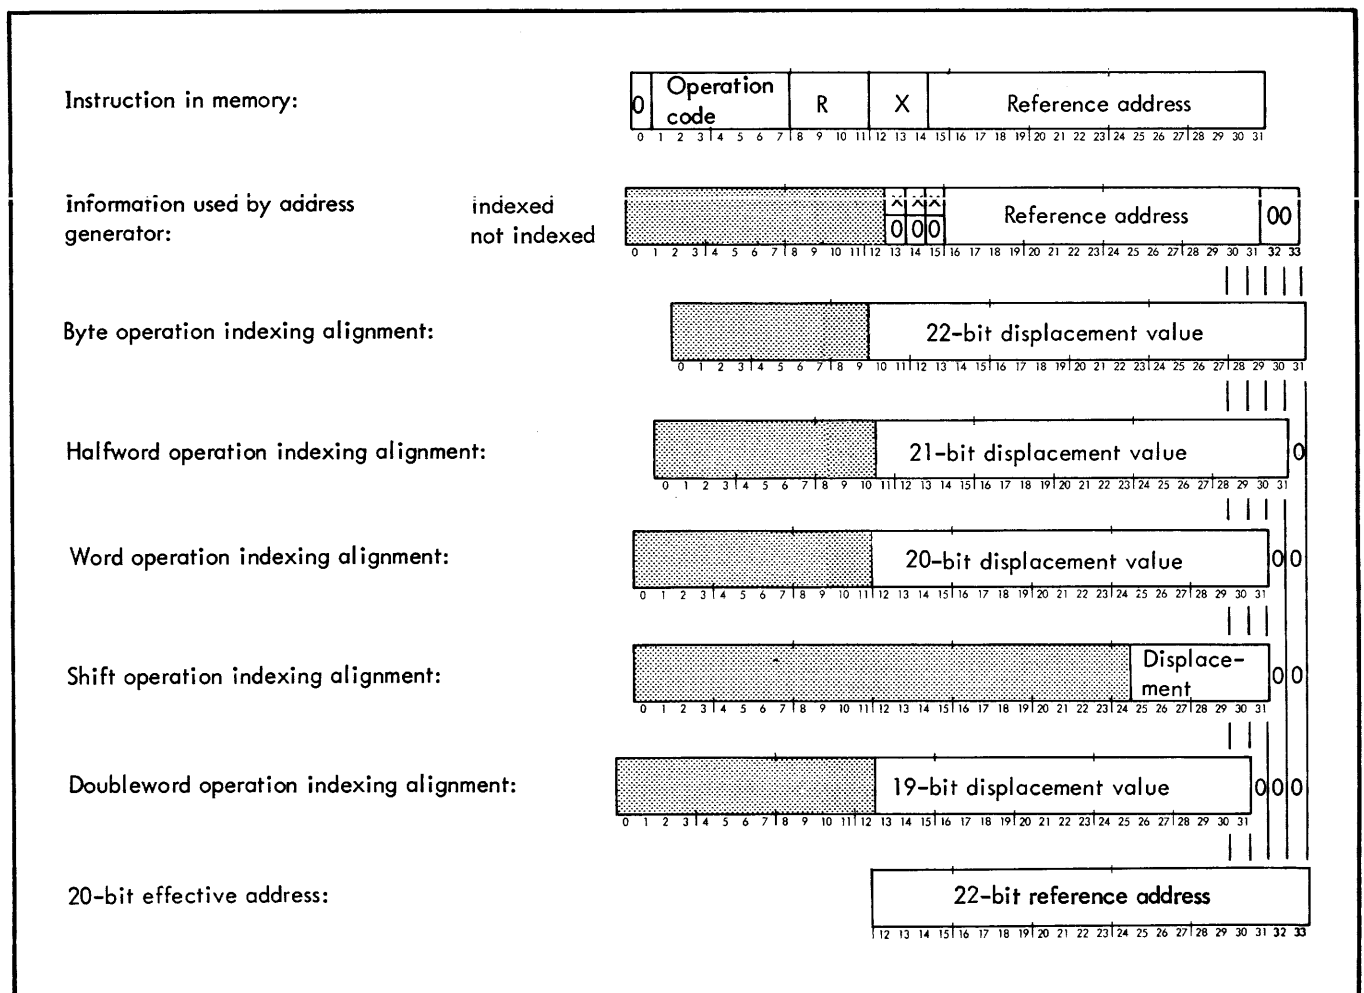 Instruction in memory:
0 Operation code R X Reference address
0 1 2 3 4 5 6 7 8 9 10 11 12 13 14 15 16 17 18 19 20 21 22 23 24 25 26 27 28 29 30 31
Information used by address generator:
indexed
not indexed
^ ^ ^
0 0 0
Reference address 00
0 1 2 3 4 5 6 7 8 9 10 11 12 13 14 15 16 17 18 19 20 21 22 23 24 25 26 27 28 29 30 31 32 33
Byte operation indexing alignment:
22-bit displacement value
0 1 2 3 4 5 6 7 8 9 10 11 12 13 14 15 16 17 18 19 20 21 22 23 24 25 26 27 28 29 30 31
Halfword operation indexing alignment:
21-bit displacement value 0
0 1 2 3 4 5 6 7 8 9 10 11 12 13 14 15 16 17 18 19 20 21 22 23 24 25 26 27 28 29 30 31
Word operation indexing alignment:
20-bit displacement value 0 0
0 1 2 3 4 5 6 7 8 9 10 11 12 13 14 15 16 17 18 19 20 21 22 23 24 25 26 27 28 29 30 31
Shift operation indexing alignment:
Displace-
ment
0 0
0 1 2 3 4 5 6 7 8 9 10 11 12 13 14 15 16 17 18 19 20 21 22 23 24 25 26 27 28 29 30 31
Doubleword operation indexing alignment:
19-bit displacement value 0 0 0
0 1 2 3 4 5 6 7 8 9 10 11 12 13 14 15 16 17 18 19 20 21 22 23 24 25 26 27 28 29 30 31
20-bit effective address:
22-bit reference address
12 13 14 15 16 17 18 19 20 21 22 23 24 25 26 27 28 29 30 31 32 33